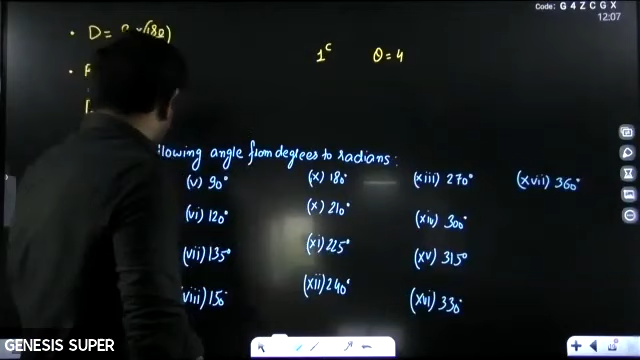 Code: G 4 Z C G X
12:07
• D = R × (180)
1ᶜ θ = 4
•
lowing angle from degrees to radians:
(v) 90° (x) 180° (xiii) 270° (xvii) 360°
(vi) 120° (x) 210° (xiv) 300°
(vii) 135° (xi) 225° (xv) 315°
(viii) 150° (xii) 240° (xvi) 330°
GENESIS SUPER